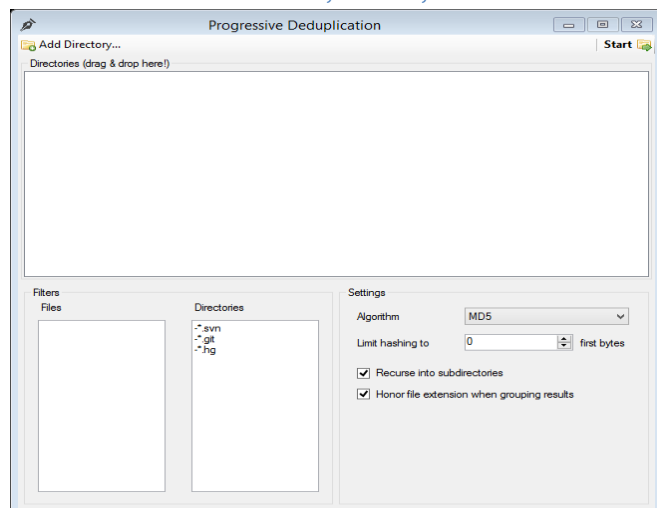 Progressive Deduplication
Add Directory... Start
Directories (drag & drop here!)
Filters
Files Directories
-*.svn
-*.git
-*.hg
Settings
Algorithm MD5
Limit hashing to 0 first bytes
Recurse into subdirectories
Honor file extension when grouping results